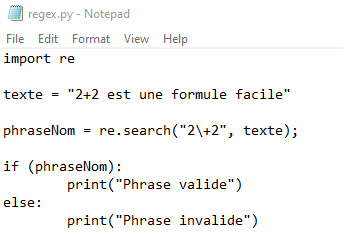 regex.py - Notepad
File Edit Format View Help
import re
texte = "2+2 est une formule facile"
phraseNom = re.search("2\+2", texte);
if (phraseNom):
print("Phrase valide")
else:
print("Phrase invalide")